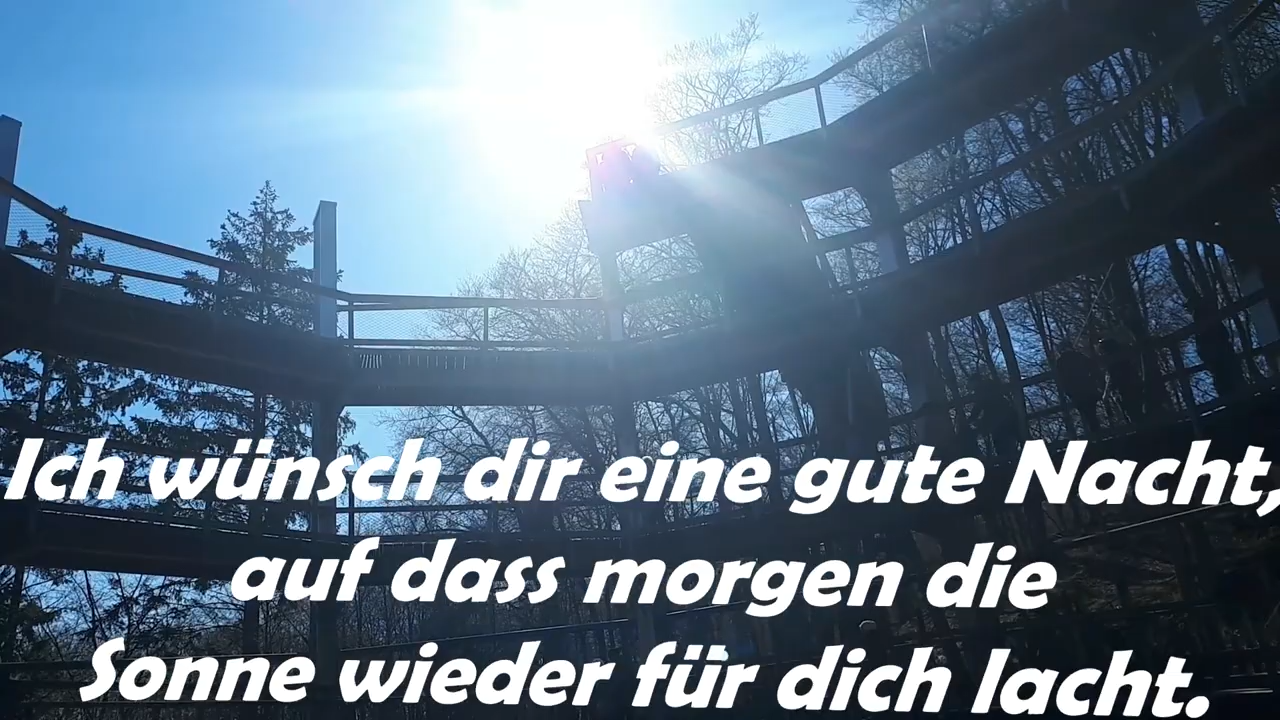 Ich wünsch dir eine gute Nacht,
auf dass morgen die
Sonne wieder für dich lacht.